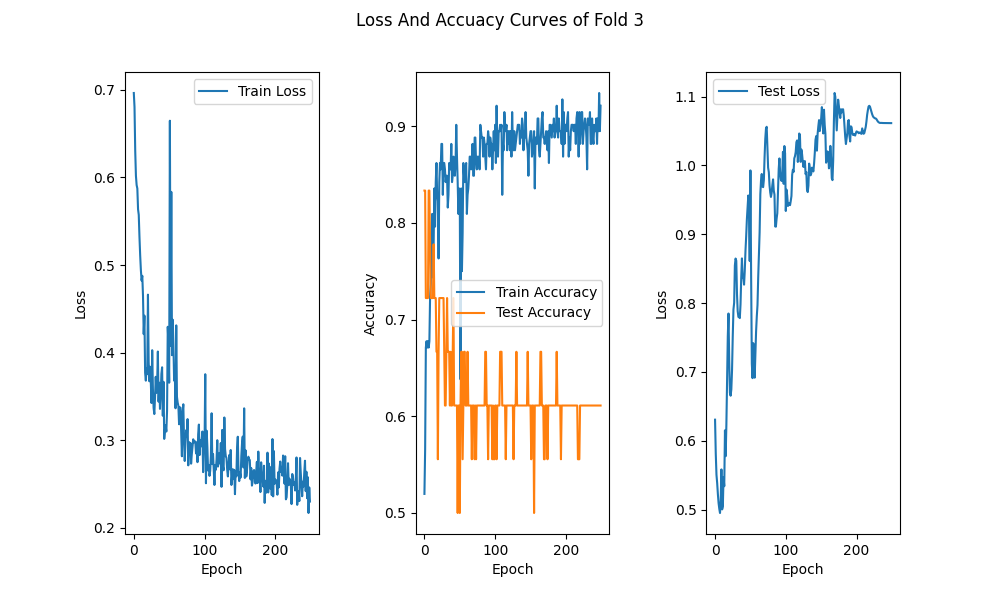 Loss And Accuacy Curves of Fold 3
Train Loss
0.7
0.6
0.5
0.4
0.3
0.2
Loss
0
100
200
Epoch
Train Accuracy
Test Accuracy
0.9
0.8
0.7
0.6
0.5
Accuracy
0
100
200
Epoch
Test Loss
1.1
1.0
0.9
0.8
0.7
0.6
0.5
Loss
0
100
200
Epoch